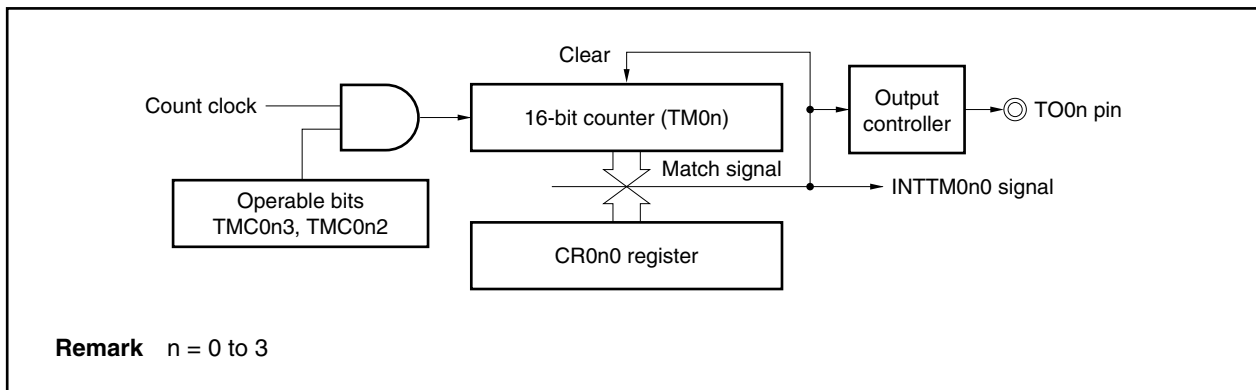 Clear
Count clock
16-bit counter (TM0n)
Output
controller
TO0n pin
Match signal
INTTM0n0 signal
Operable bits
TMC0n3, TMC0n2
CR0n0 register
Remark n = 0 to 3